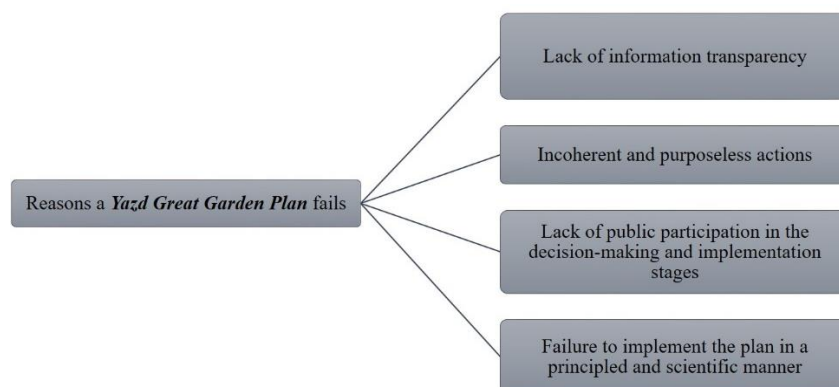 Lack of information transparency
Incoherent and purposeless actions
Reasons a Yazd Great Garden Plan fails
Lack of public participation in the
decision-making and implementation
stages
Failure to implement the plan in a
principled and scientific manner